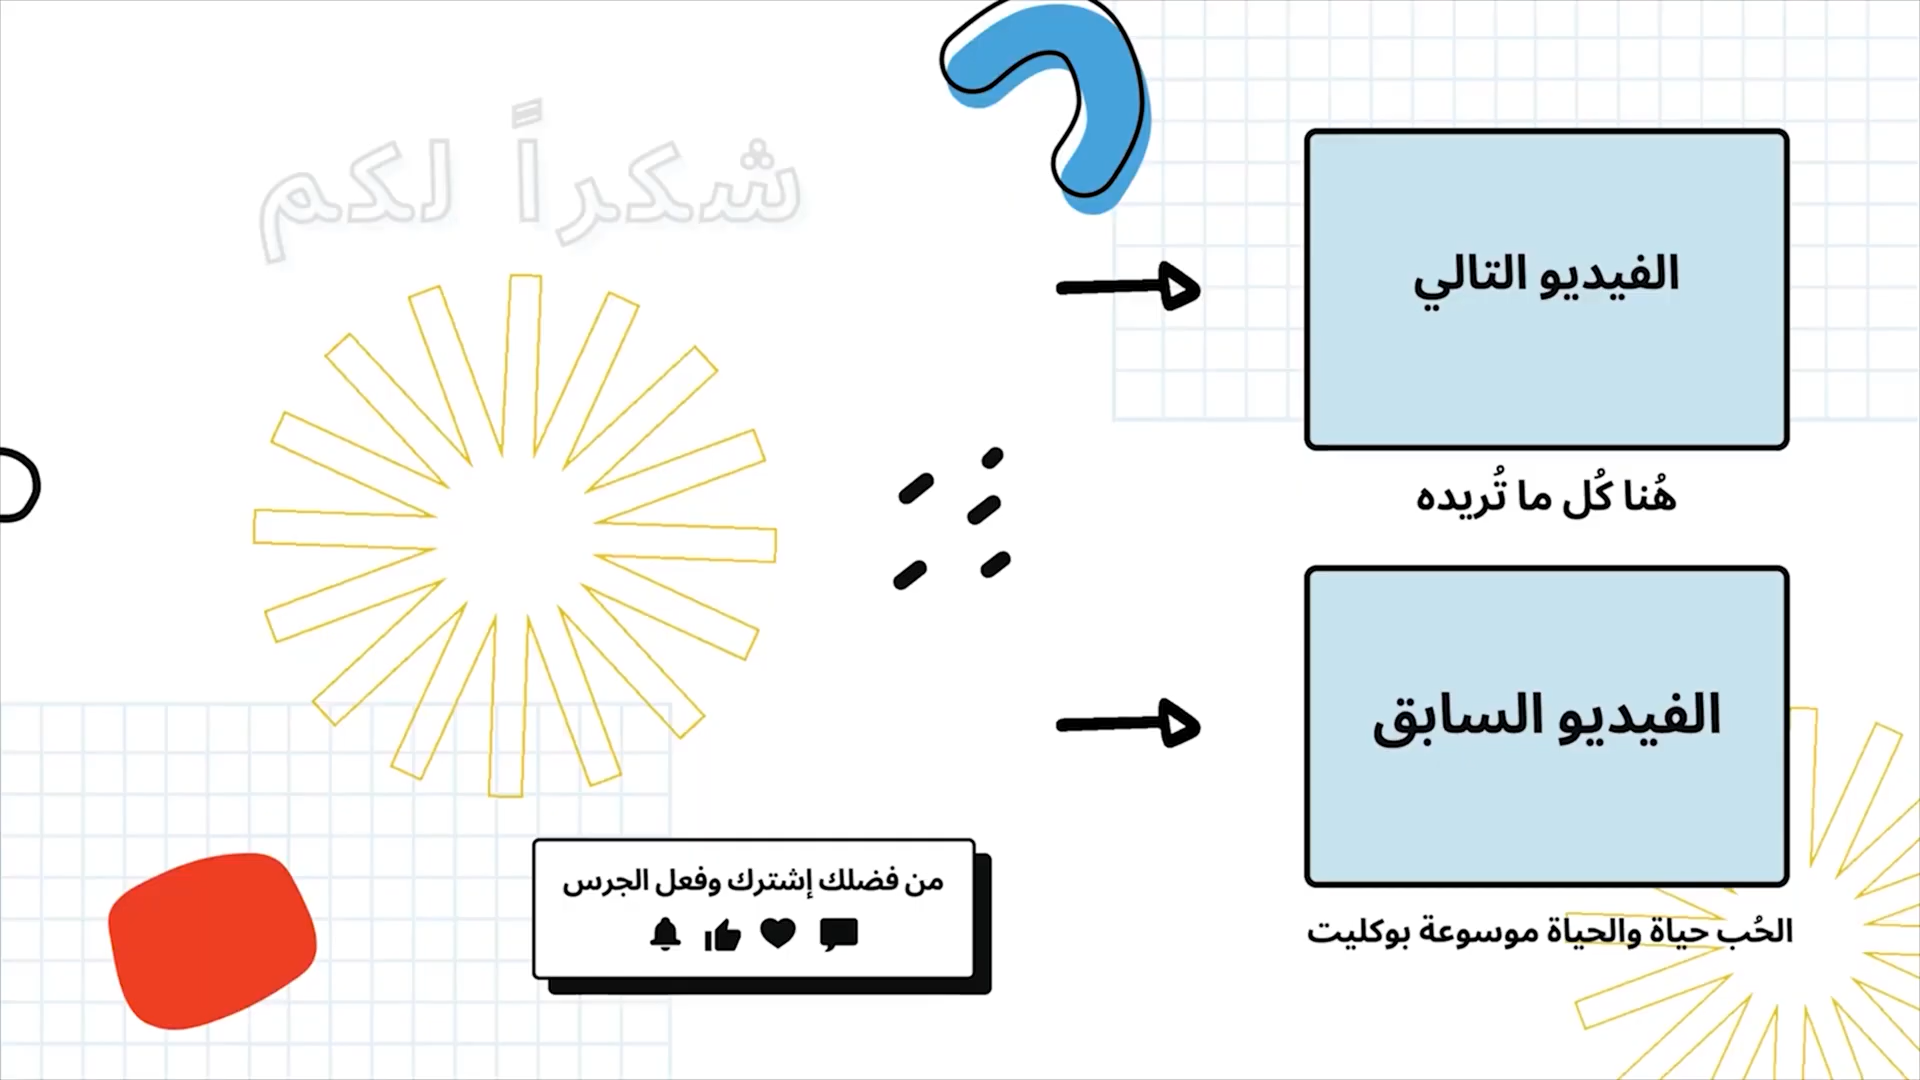 شكراً لكم
الفيديو التالي
هُنا كُل ما تُريده
الفيديو السابق
الحُب حياة والحياة موسوعة بوكليت
من فضلك إشترك وفعل الجرس